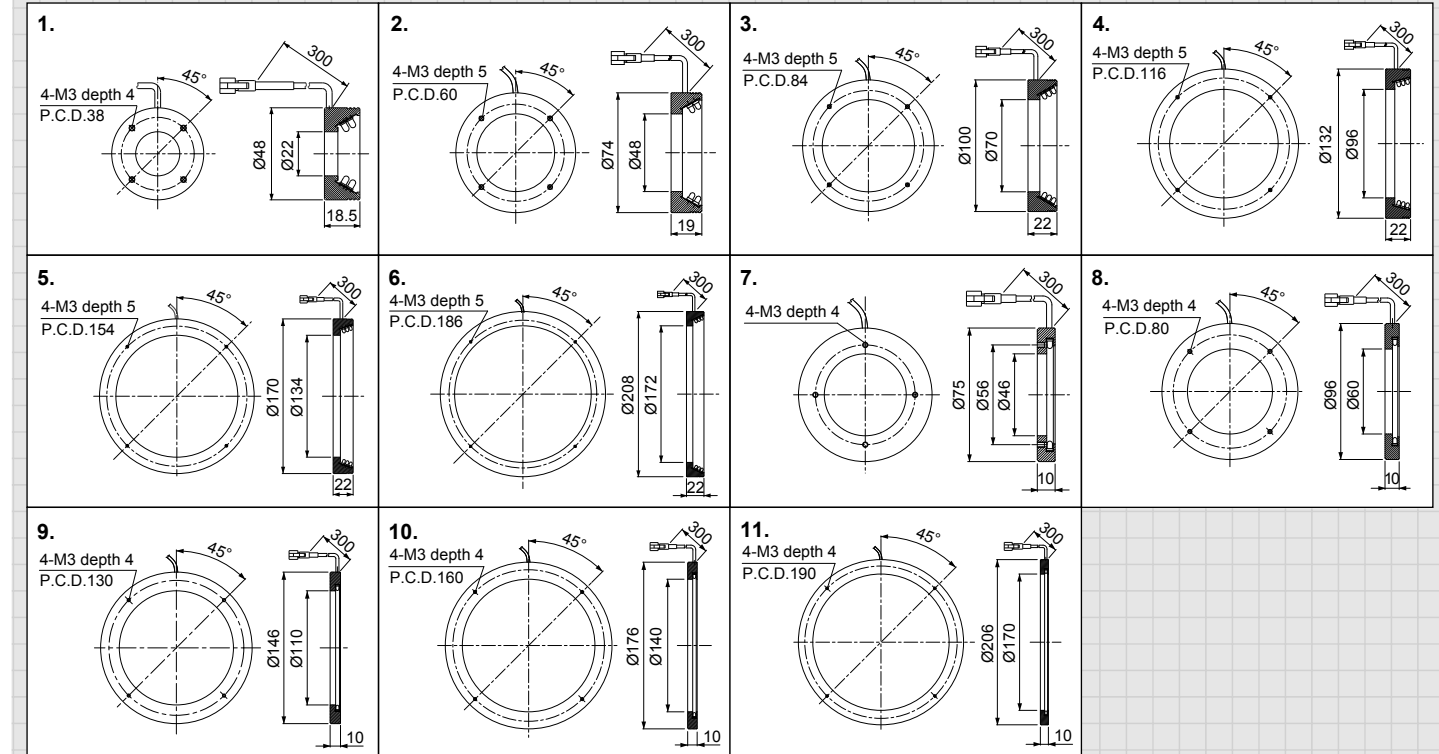 1.
300
45°
4-M3 depth 4
P.C.D.38
Ø48
Ø22
18.5
2.
300
45°
4-M3 depth 5
P.C.D.60
Ø74
Ø48
19
3.
300
45°
4-M3 depth 5
P.C.D.84
Ø100
Ø70
22
4.
300
45°
4-M3 depth 5
P.C.D.116
Ø132
Ø96
22
5.
300
45°
4-M3 depth 5
P.C.D.154
Ø170
Ø134
22
6.
300
45°
4-M3 depth 5
P.C.D.186
Ø208
Ø172
22
7.
300
4-M3 depth 4
Ø75
Ø56
Ø46
10
8.
300
45°
4-M3 depth 4
P.C.D.80
Ø96
Ø60
10
9.
300
45°
4-M3 depth 4
P.C.D.130
Ø146
Ø110
10
10.
300
45°
4-M3 depth 4
P.C.D.160
Ø176
Ø140
10
11.
300
45°
4-M3 depth 4
P.C.D.190
Ø206
Ø170
10